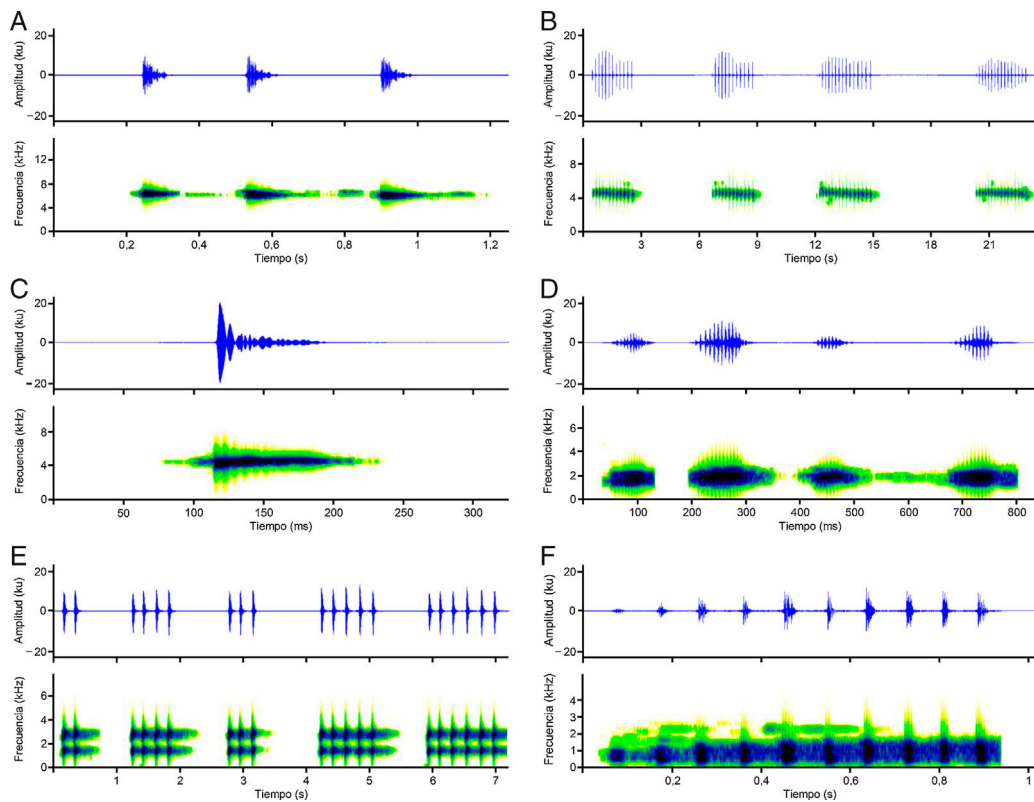 A
Amplitud (ku)
20
0
−20
Frecuencia (kHz)
12
6
0
0,2 0,4 0,6 0,8 1 1,2
Tiempo (s)
B
Amplitud (ku)
20
0
−20
Frecuencia (kHz)
8
4
0
3 6 9 12 15 18 21
Tiempo (s)
C
Amplitud (ku)
20
0
−20
Frecuencia (kHz)
8
4
0
50 100 150 200 250 300
Tiempo (ms)
D
Amplitud (ku)
20
0
−20
Frecuencia (kHz)
6
4
2
0
100 200 300 400 500 600 700 800
Tiempo (ms)
E
Amplitud (ku)
20
0
−20
Frecuencia (kHz)
6
4
2
0
1 2 3 4 5 6 7
Tiempo (s)
F
Amplitud (ku)
20
0
−20
Frecuencia (kHz)
4
3
2
1
0
0,2 0,4 0,6 0,8 1
Tiempo (s)